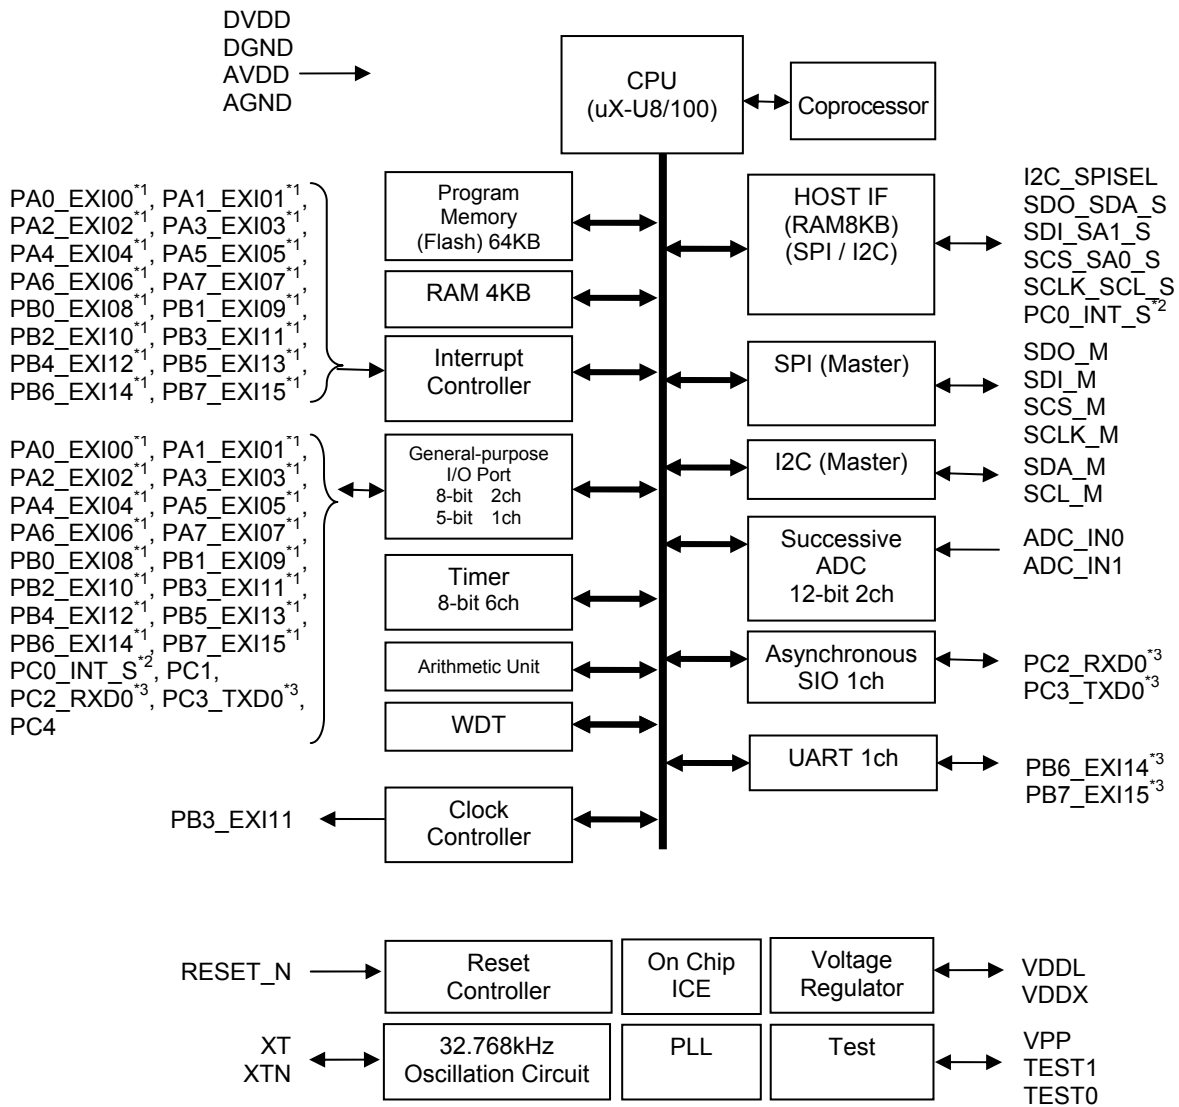 DVDD
DGND
AVDD
AGND
CPU
(uX-U8/100)
Coprocessor
PA0_EXI00*1, PA1_EXI01*1,
PA2_EXI02*1, PA3_EXI03*1,
PA4_EXI04*1, PA5_EXI05*1,
PA6_EXI06*1, PA7_EXI07*1,
PB0_EXI08*1, PB1_EXI09*1,
PB2_EXI10*1, PB3_EXI11*1,
PB4_EXI12*1, PB5_EXI13*1,
PB6_EXI14*1, PB7_EXI15*1
Program
Memory
(Flash) 64KB
RAM 4KB
Interrupt
Controller
HOST IF
(RAM8KB)
(SPI / I2C)
I2C_SPISEL
SDO_SDA_S
SDI_SA1_S
SCS_SA0_S
SCLK_SCL_S
PC0_INT_S*2
SPI (Master)
SDO_M
SDI_M
SCS_M
SCLK_M
PA0_EXI00*1, PA1_EXI01*1,
PA2_EXI02*1, PA3_EXI03*1,
PA4_EXI04*1, PA5_EXI05*1,
PA6_EXI06*1, PA7_EXI07*1,
PB0_EXI08*1, PB1_EXI09*1,
PB2_EXI10*1, PB3_EXI11*1,
PB4_EXI12*1, PB5_EXI13*1,
PB6_EXI14*1, PB7_EXI15*1
PC0_INT_S*2, PC1,
PC2_RXD0*3, PC3_TXD0*3,
PC4
General-purpose
I/O Port
8-bit 2ch
5-bit 1ch
I2C (Master)
SDA_M
SCL_M
Timer
8-bit 6ch
Successive
ADC
12-bit 2ch
ADC_IN0
ADC_IN1
Arithmetic Unit
Asynchronous
SIO 1ch
PC2_RXD0*3
PC3_TXD0*3
WDT
UART 1ch
PB6_EXI14*3
PB7_EXI15*3
PB3_EXI11
Clock
Controller
RESET_N
Reset
Controller
On Chip
ICE
Voltage
Regulator
VDDL
VDDX
XT
XTN
32.768kHz
Oscillation Circuit
PLL
Test
VPP
TEST1
TEST0